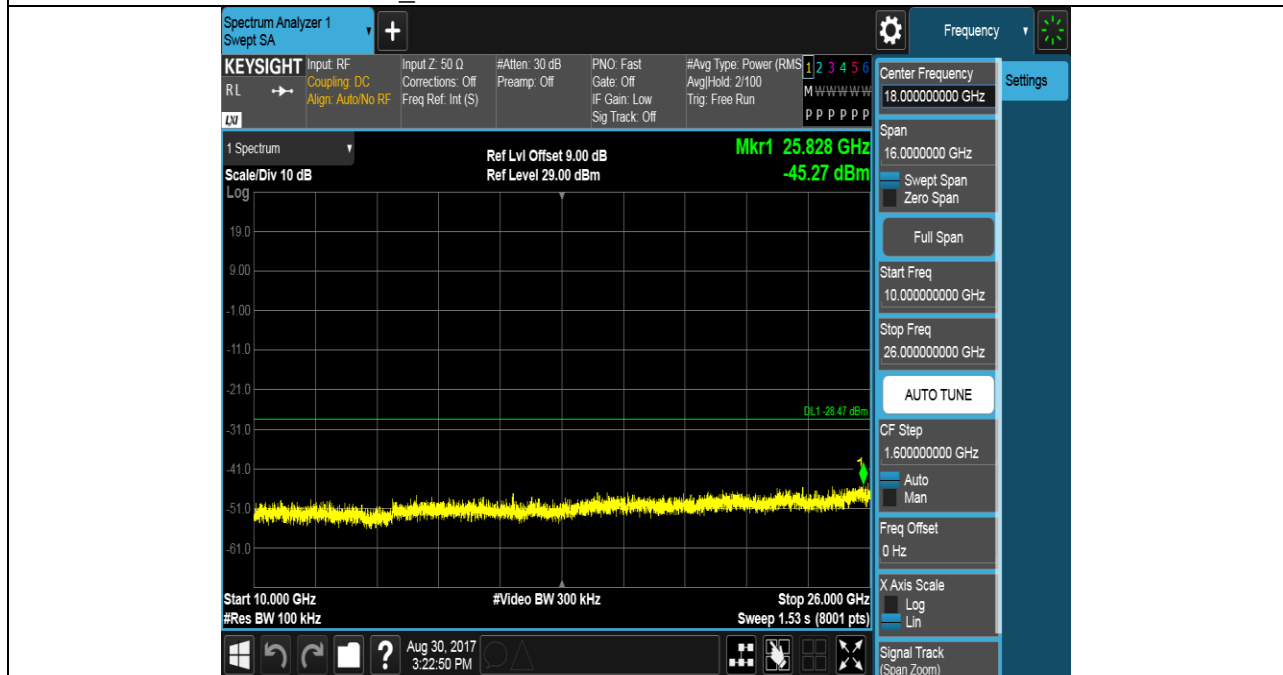 Spectrum Analyzer 1
Swept SA
+
Frequency
KEYSIGHT
RL
LXI
Input: RF
Coupling: DC
Align: Auto/No RF
Input Z: 50 Ω
Corrections: Off
Freq Ref: Int (S)
#Atten: 30 dB
Preamp: Off
PNO: Fast
Gate: Off
IF Gain: Low
Sig Track: Off
#Avg Type: Power (RMS
Avg|Hold: 2/100
Trig: Free Run
1 2 3 4 5 6
M W W W W W
P P P P P P
1 Spectrum
Scale/Div 10 dB
Ref Lvl Offset 9.00 dB
Ref Level 29.00 dBm
Mkr1 25.828 GHz
-45.27 dBm
Log
19.0
9.00
-1.00
-11.0
-21.0
DL1 -28.47 dBm
-31.0
-41.0
1
-51.0
-61.0
Start 10.000 GHz
#Res BW 100 kHz
#Video BW 300 kHz
Stop 26.000 GHz
Sweep 1.53 s (8001 pts)
?
Aug 30, 2017
3:22:50 PM
Center Frequency
18.000000000 GHz
Settings
Span
16.0000000 GHz
Swept Span
Zero Span
Full Span
Start Freq
10.000000000 GHz
Stop Freq
26.000000000 GHz
AUTO TUNE
CF Step
1.600000000 GHz
Auto
Man
Freq Offset
0 Hz
X Axis Scale
Log
Lin
Signal Track
(Span Zoom)